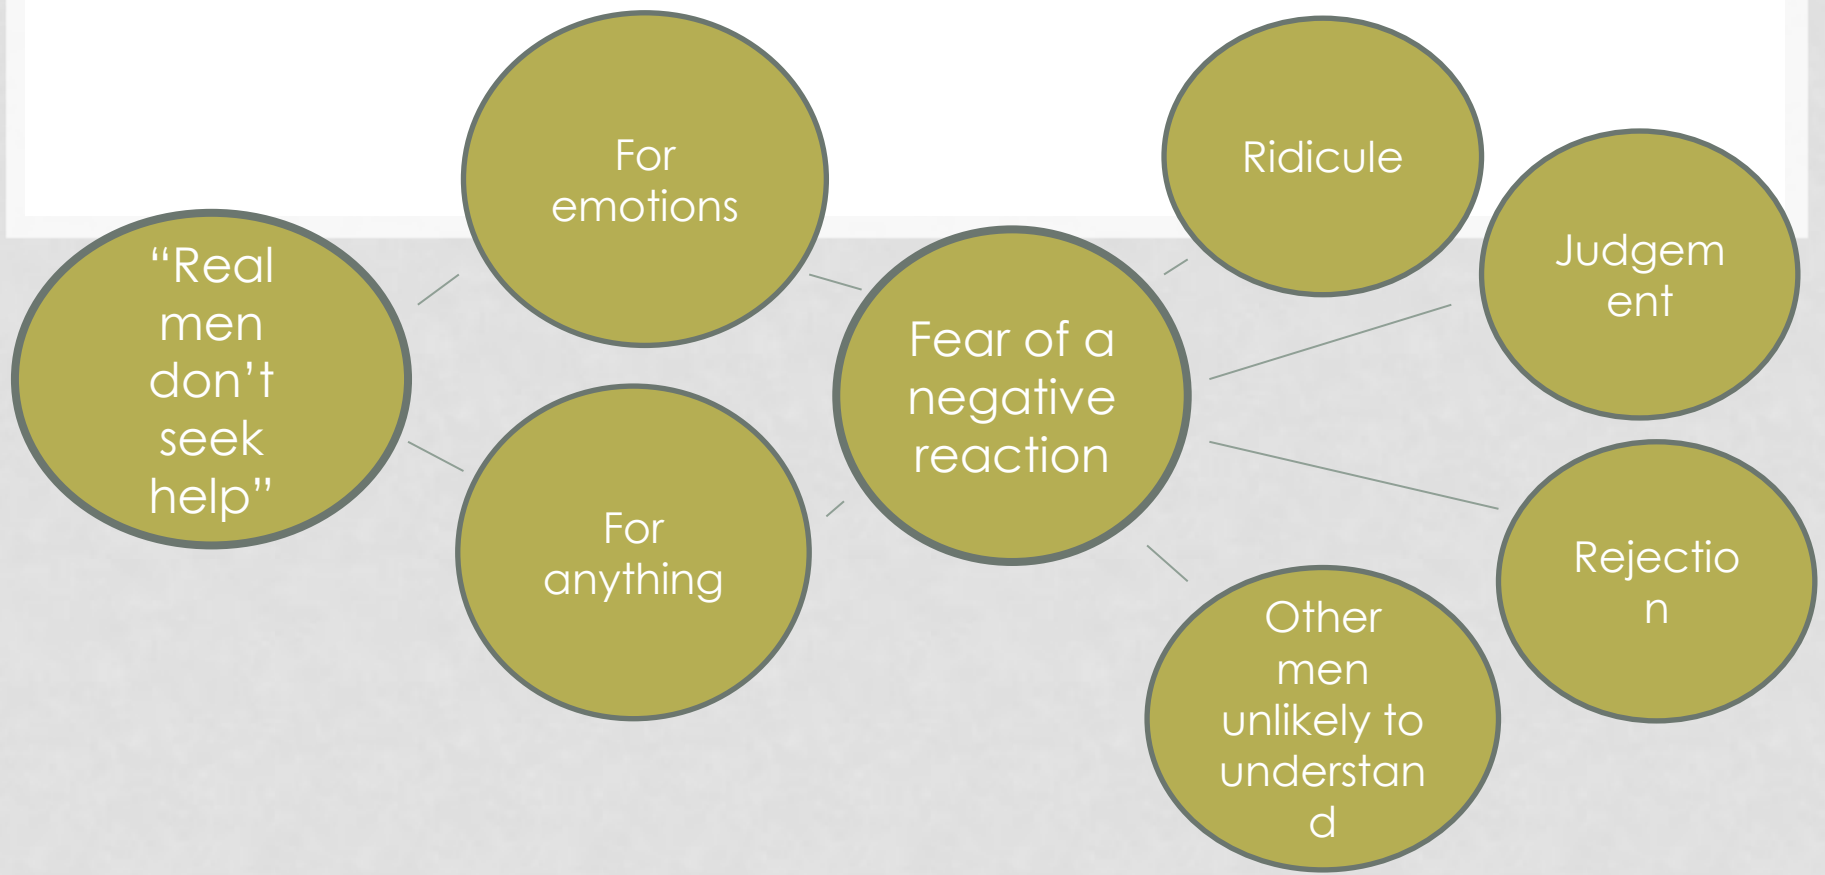 “Real
men
don’t
seek
help”
For
emotions
For
anything
Fear of a
negative
reaction
Ridicule
Judgem
ent
Rejectio
n
Other
men
unlikely to
understan
d